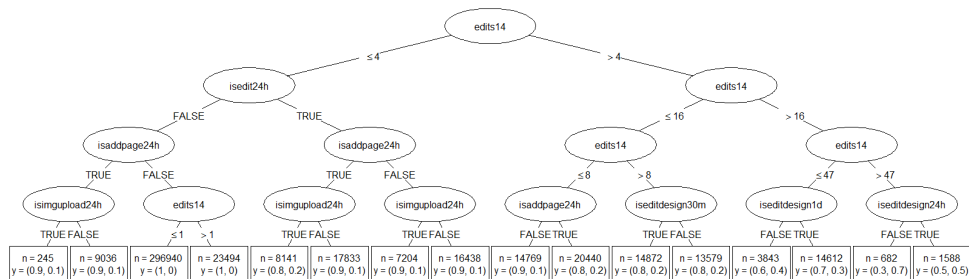 edits14
≤ 4
> 4
isedit24h
edits14
FALSE
TRUE
≤ 16
> 16
isaddpage24h
isaddpage24h
edits14
edits14
TRUE
FALSE
TRUE
FALSE
≤ 8
> 8
≤ 47
> 47
isimgupload24h
edits14
isimgupload24h
isimgupload24h
isaddpage24h
iseditdesign30m
iseditdesign1d
iseditdesign24h
TRUE FALSE
≤ 1
> 1
TRUE FALSE
TRUE FALSE
FALSE TRUE
TRUE FALSE
FALSE TRUE
FALSE TRUE
n = 245
y = (0.9, 0.1)
n = 9036
y = (0.9, 0.1)
n = 296940
y = (1, 0)
n = 23494
y = (1, 0)
n = 8141
y = (0.8, 0.2)
n = 17833
y = (0.9, 0.1)
n = 7204
y = (0.9, 0.1)
n = 16438
y = (0.9, 0.1)
n = 14769
y = (0.9, 0.1)
n = 20440
y = (0.8, 0.2)
n = 14872
y = (0.8, 0.2)
n = 13579
y = (0.8, 0.2)
n = 3843
y = (0.6, 0.4)
n = 14612
y = (0.7, 0.3)
n = 682
y = (0.3, 0.7)
n = 1588
y = (0.5, 0.5)